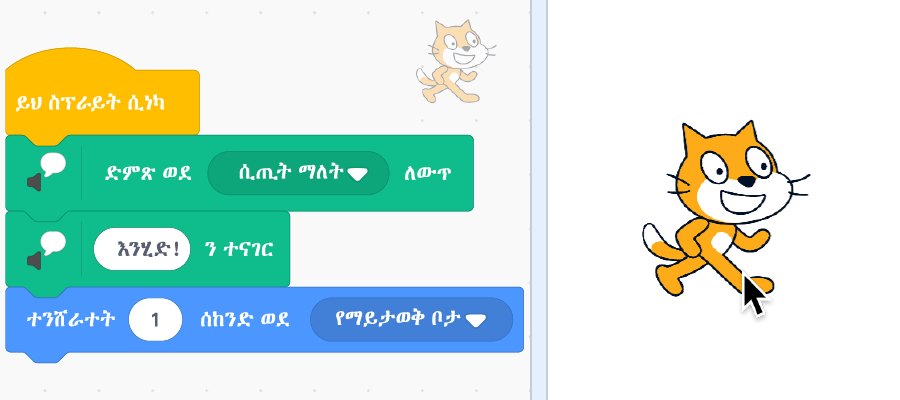 ይህ ስፕራይት ሲነካ
ድምጽ ወደ ሲጢት ማለት ለውጥ
እንሂድ! ን ተናገር
ተንሸራተት 1 ሰከንድ ወደ የማይታወቅ ቦታ